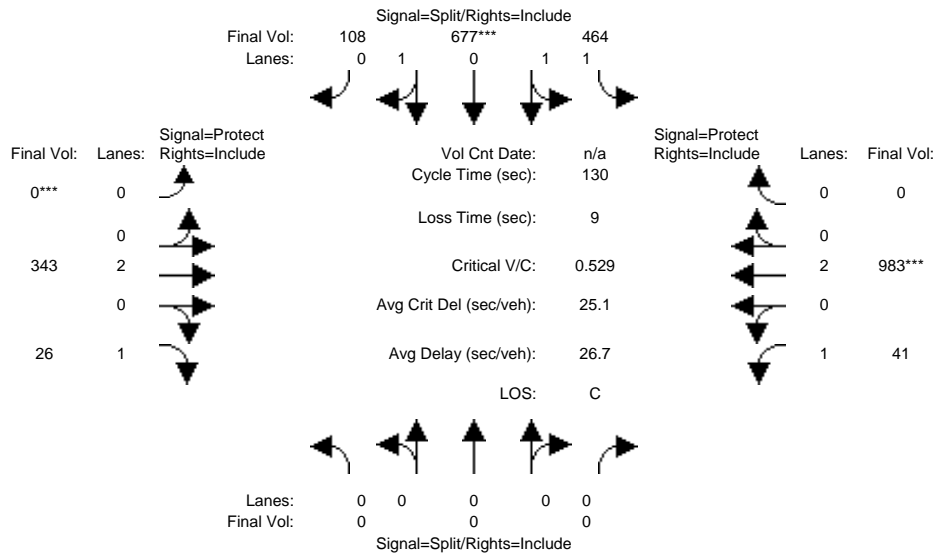 Signal=Split/Rights=Include
Final Vol: 108 677*** 464
Lanes: 0 1 0 1 1
Signal=Protect Signal=Protect
Final Vol: Lanes: Rights=Include Vol Cnt Date: n/a Rights=Include Lanes: Final Vol:
Cycle Time (sec): 130
0*** 0 0 0
Loss Time (sec): 9
0 0
343 2 Critical V/C: 0.529 2 983***
0 Avg Crit Del (sec/veh): 25.1 0
26 1 Avg Delay (sec/veh): 26.7 1 41
LOS: C
Lanes: 0 0 0 0 0
Final Vol: 0 0 0
Signal=Split/Rights=Include